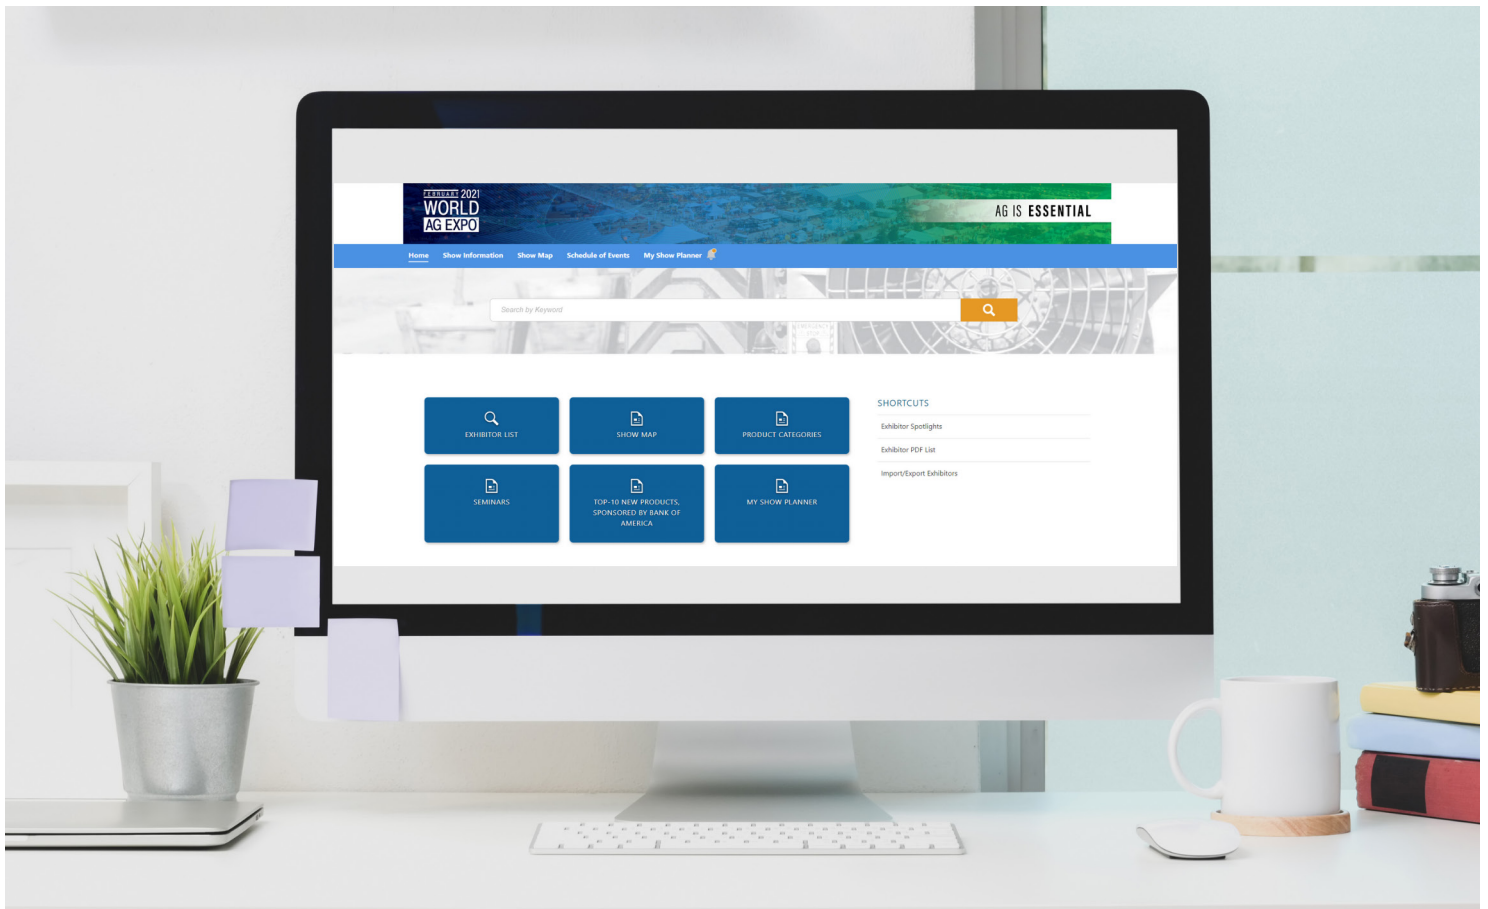 FEBRUARY 2021
WORLD
AG EXPO
AG IS ESSENTIAL
Home Show Information Show Map Schedule of Events My Show Planner
Search by Keyword
EMERGENCY
STOP
EXHIBITOR LIST
SHOW MAP
PRODUCT CATEGORIES
SEMINARS
TOP-10 NEW PRODUCTS,
SPONSORED BY BANK OF
AMERICA
MY SHOW PLANNER
SHORTCUTS
Exhibitor Spotlights
Exhibitor PDF List
Import/Export Exhibitors